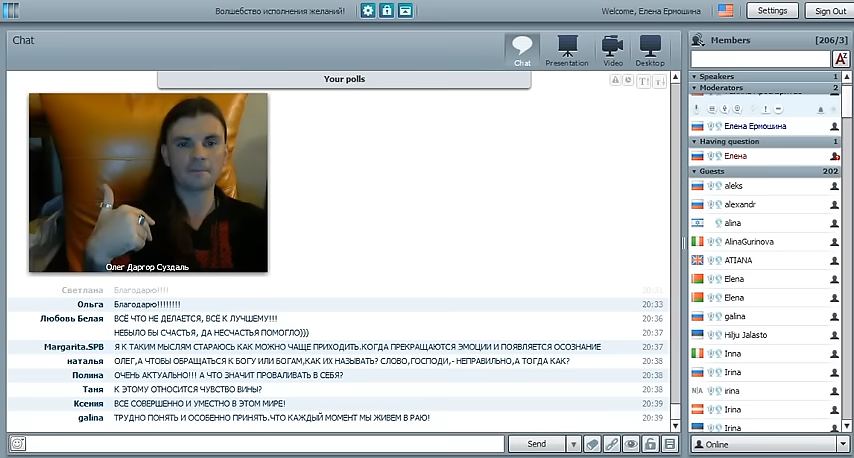 Волшебство исполнения желаний!
Welcome, Елена Ермошина
Settings
Sign Out
Chat
Chat
Presentation
Video
Desktop
Your polls
Олег Даргор Суздаль
Светлана Благодарю!!!! 20:33
Ольга Благодарю!!!!!!!! 20:33
Любовь Белая ВСЁ ЧТО НЕ ДЕЛАЕТСЯ, ВСЁ К ЛУЧШЕМУ!!! 20:36
НЕБЫЛО БЫ СЧАСТЬЯ, ДА НЕСЧАСТЬЯ ПОМОГЛО))) 20:37
Margarita.SPB Я К ТАКИМ МЫСЛЯМ СТАРАЮСЬ КАК МОЖНО ЧАЩЕ ПРИХОДИТЬ.КОГДА ПРЕКРАЩАЮТСЯ ЭМОЦИИ И ПОЯВЛЯЕТСЯ ОСОЗНАНИЕ 20:37
наталья ОЛЕГ,А ЧТОБЫ ОБРАЩАТЬСЯ К БОГУ ИЛИ БОГАМ,КАК ИХ НАЗЫВАТЬ? СЛОВО,ГОСПОДИ,- НЕПРАВИЛЬНО,А ТОГДА КАК? 20:38
Полина ОЧЕНЬ АКТУАЛЬНО!!! А ЧТО ЗНАЧИТ ПРОВАЛИВАТЬ В СЕБЯ? 20:38
Таня К ЭТОМУ ОТНОСИТСЯ ЧУВСТВО ВИНЫ? 20:38
Ксения ВСЕ СОВЕРШЕННО И УМЕСТНО В ЭТОМ МИРЕ! 20:39
galina ТРУДНО ПОНЯТЬ И ОСОБЕННО ПРИНЯТЬ.ЧТО КАЖДЫЙ МОМЕНТ МЫ ЖИВЕМ В РАЮ! 20:39
Send
Members [206/3]
Speakers 1
Moderators 2
Елена Ермошина
Having question 1
Елена
Guests 202
aleks
alexandr
alina
AlinaGurinova
ATIANA
Elena
Elena
galina
Hilju Jalasto
Inna
Irina
N/A irina
Irina
Irina
Online